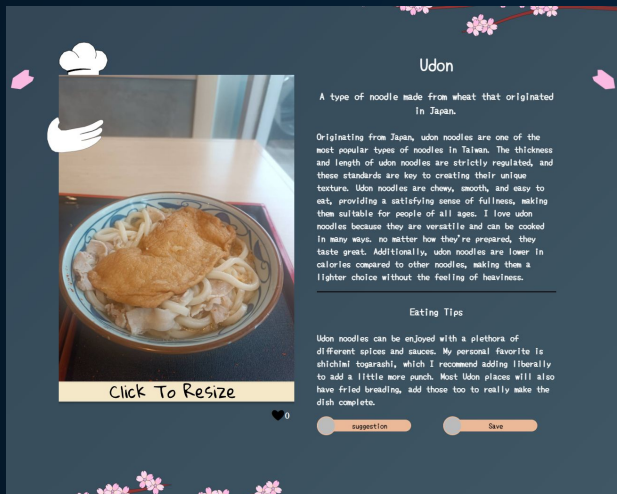 Udon
A type of noodle made from wheat that originated
in Japan.
Originating from Japan, udon noodles are one of the
most popular types of noodles in Taiwan. The thickness
and length of udon noodles are strictly regulated, and
these standards are key to creating their unique
texture. Udon noodles are chewy, smooth, and easy to
eat, providing a satisfying sense of fullness, making
them suitable for people of all ages. I love udon
noodles because they are versatile and can be cooked
in many ways. no matter how they're prepared, they
taste great. Additionally, udon noodles are lower in
calories compared to other noodles, making them a
lighter choice without the feeling of heaviness.
Eating Tips
Udon noodles can be enjoyed with a plethora of
different spices and sauces. My personal favorite is
shichimi togarashi, which I recommend adding liberally
to add a little more punch. Most Udon places will also
have fried breading, add those too to really make the
dish complete.
Click To Resize
0
suggestion
Save